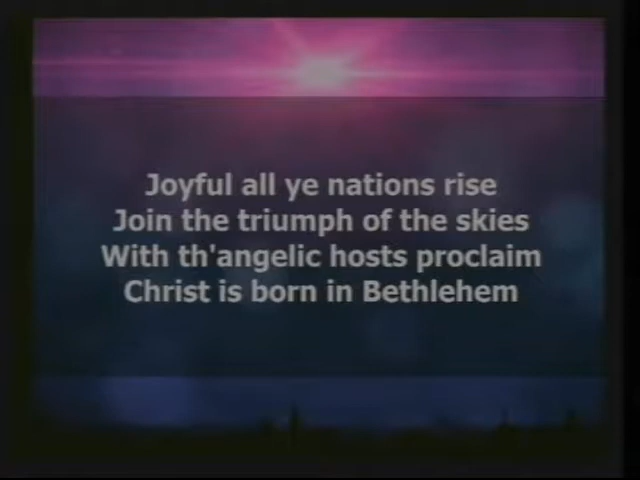 Joyful all ye nations rise
Join the triumph of the skies
With th'angelic hosts proclaim
Christ is born in Bethlehem